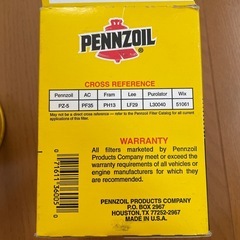 PENNZOIL
CROSS REFERENCE
Pennzoil AC Fram Lee Purolator Wix
PZ-5 PF35 PH13 LF29 L30040 51061
May not be a direct cross reference — refer to the Pennzoil Filter Catalog for all applications of this filter.
WARRANTY
All filters marketed by Pennzoil
Products Company meet or exceed the
warranty requirements of all vehicles or
engine manufacturers for which they
are recommended.
PENNZOIL PRODUCTS COMPANY
P.O. BOX 2967
HOUSTON, TX 77252-2967
MADE IN U.S.A.